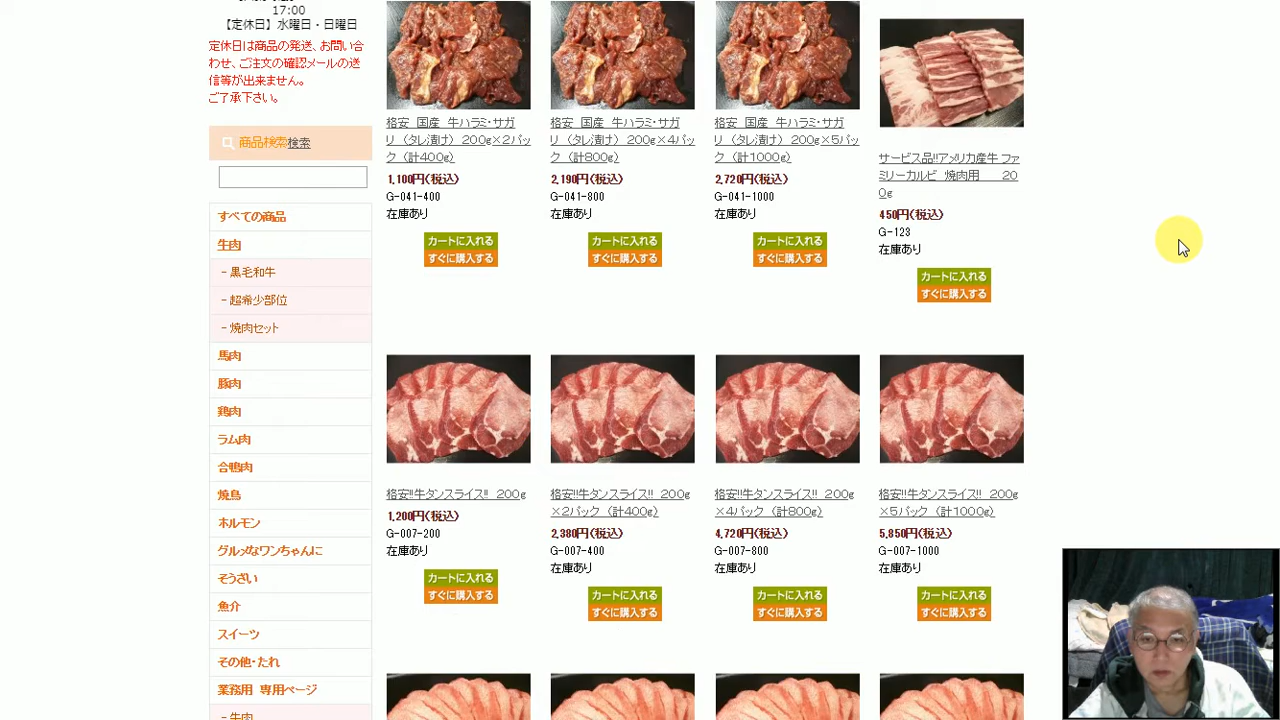 17:00
【定休日】水曜日・日曜日
定休日は商品の発送、お問い合
わせ、ご注文の確認メールの送
信等が出来ません。
ご了承下さい。
商品検索検索
すべての商品
牛肉
- 黒毛和牛
- 超希少部位
- 焼肉セット
馬肉
豚肉
鶏肉
ラム肉
合鴨肉
焼鳥
ホルモン
グルメなワンちゃんに
そうざい
魚介
スイーツ
その他・たれ
業務用 専用ページ
- 牛肉
格安 国産 牛ハラミ・サガ
リ（タレ漬け） 200g×2パッ
ク（計400g）
1,100円(税込)
G-041-400
在庫あり
カートに入れる
すぐに購入する
格安 国産 牛ハラミ・サガ
リ（タレ漬け） 200g×4パッ
ク（計800g）
2,190円(税込)
G-041-800
在庫あり
カートに入れる
すぐに購入する
格安 国産 牛ハラミ・サガ
リ（タレ漬け） 200g×5パッ
ク（計1000g）
2,720円(税込)
G-041-1000
在庫あり
カートに入れる
すぐに購入する
サービス品!!アメリカ産牛 ファ
ミリーカルビ 焼肉用 20
0g
450円(税込)
G-123
在庫あり
カートに入れる
すぐに購入する
格安!!牛タンスライス!! 200g
1,200円(税込)
G-007-200
在庫あり
カートに入れる
すぐに購入する
格安!!牛タンスライス!! 200g
×2パック（計400g）
2,380円(税込)
G-007-400
在庫あり
カートに入れる
すぐに購入する
格安!!牛タンスライス!! 200g
×4パック（計800g）
4,720円(税込)
G-007-800
在庫あり
カートに入れる
すぐに購入する
格安!!牛タンスライス!! 200g
×5パック（計1000g）
5,850円(税込)
G-007-1000
在庫あり
カートに入れる
すぐに購入する